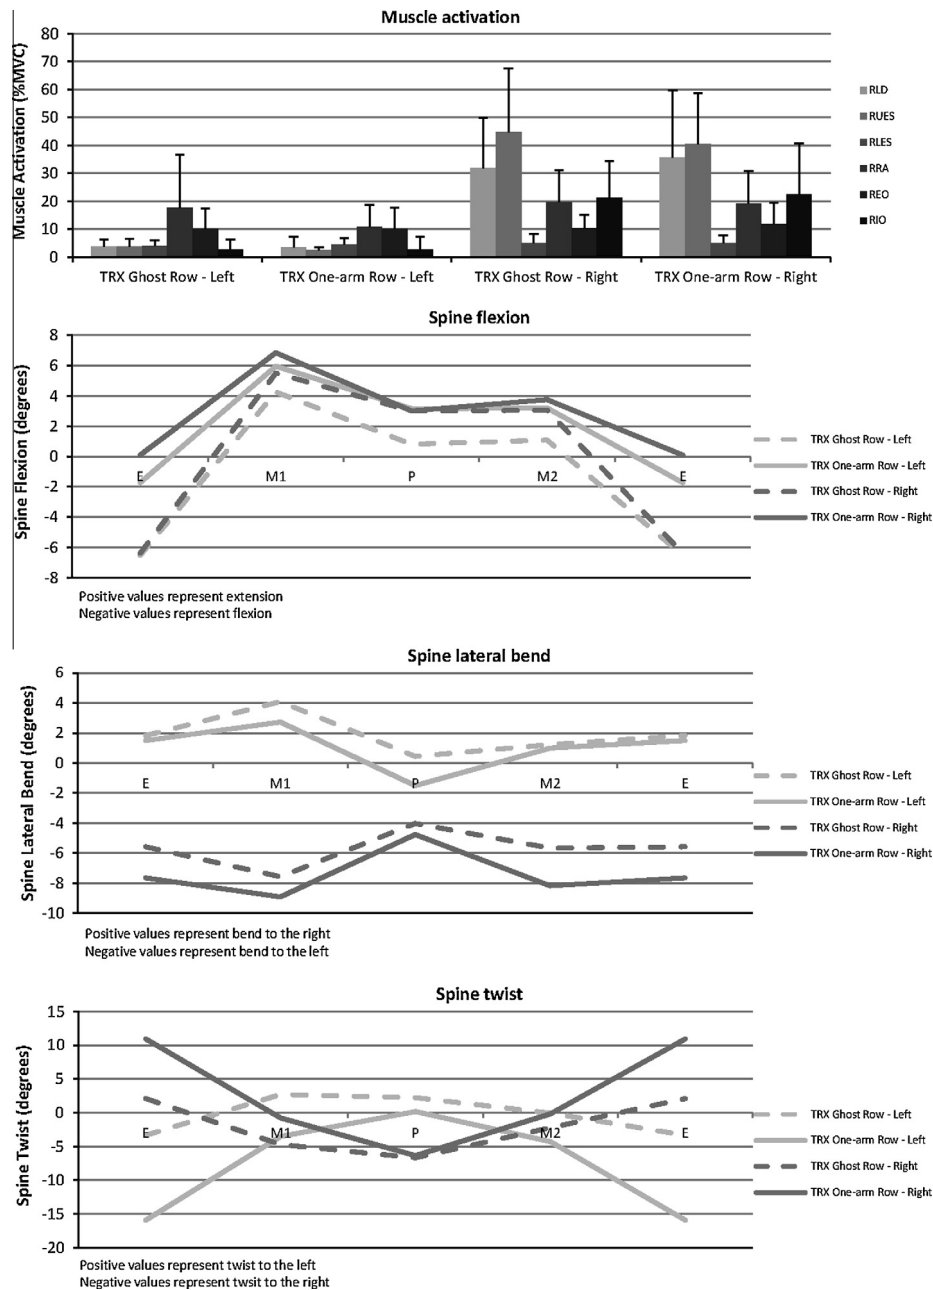 Muscle activation
Muscle Activation (%MVC)
80
70
60
50
40
30
20
10
0
TRX Ghost Row - Left
TRX One-arm Row - Left
TRX Ghost Row - Right
TRX One-arm Row - Right
RLD
RUES
RLES
RRA
REO
RIO
Spine flexion
Spine Flexion (degrees)
8
6
4
2
0
-2
-4
-6
-8
E
M1
P
M2
E
TRX Ghost Row - Left
TRX One-arm Row - Left
TRX Ghost Row - Right
TRX One-arm Row - Right
Positive values represent extension
Negative values represent flexion
Spine lateral bend
Spine Lateral Bend (degrees)
6
4
2
0
-2
-4
-6
-8
-10
E
M1
P
M2
E
TRX Ghost Row - Left
TRX One-arm Row - Left
TRX Ghost Row - Right
TRX One-arm Row - Right
Positive values represent bend to the right
Negative values represent bend to the left
Spine twist
Spine Twist (degrees)
15
10
5
0
-5
-10
-15
-20
E
M1
P
M2
E
TRX Ghost Row - Left
TRX One-arm Row - Left
TRX Ghost Row - Right
TRX One-arm Row - Right
Positive values represent twist to the left
Negative values represent twsit to the right